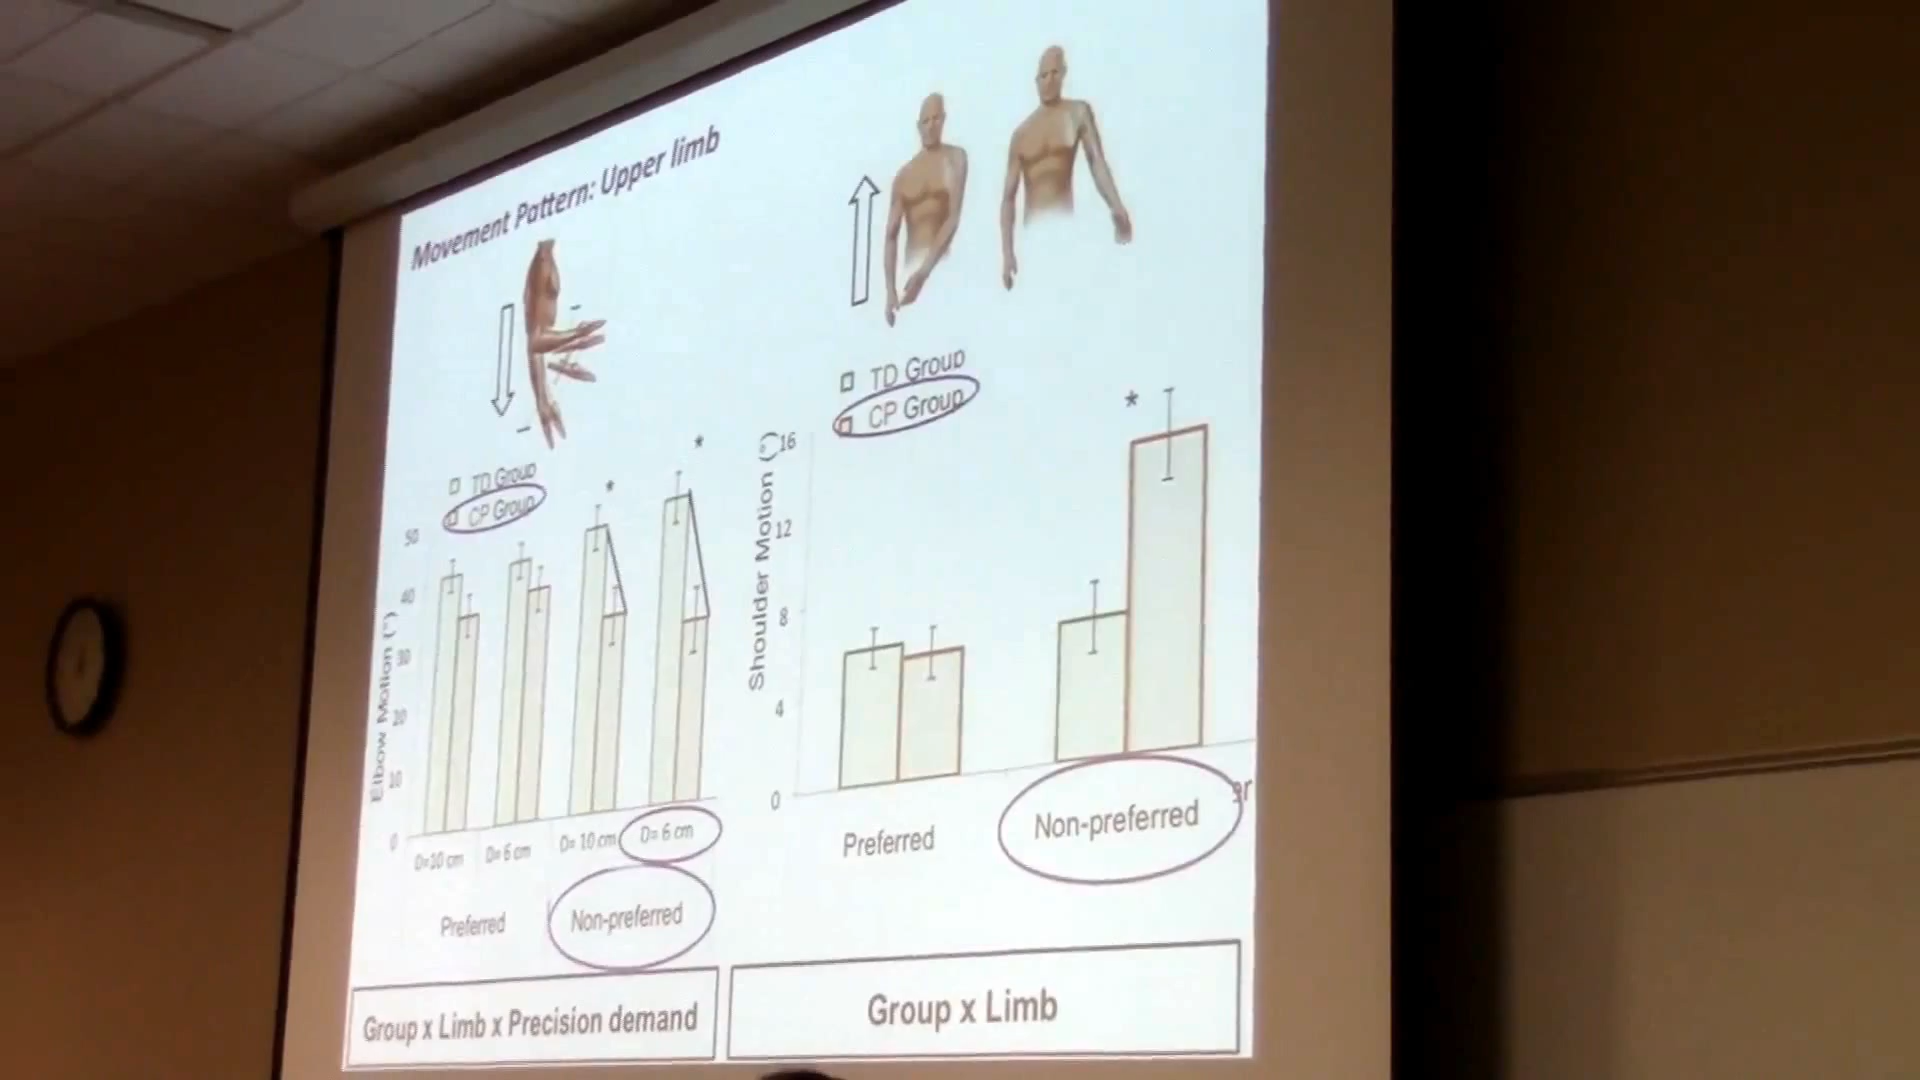 Movement Pattern: Upper limb
TD Group
CP Group
50
40
30
20
10
0
Elbow Motion (°)
*
*
D=10 cm
D= 6 cm
D= 10 cm
D= 6 cm
Preferred
Non-preferred
Group x Limb x Precision demand
TD Group
CP Group
16
12
8
4
0
Shoulder Motion (°)
*
Preferred
Non-preferred
er
Group x Limb